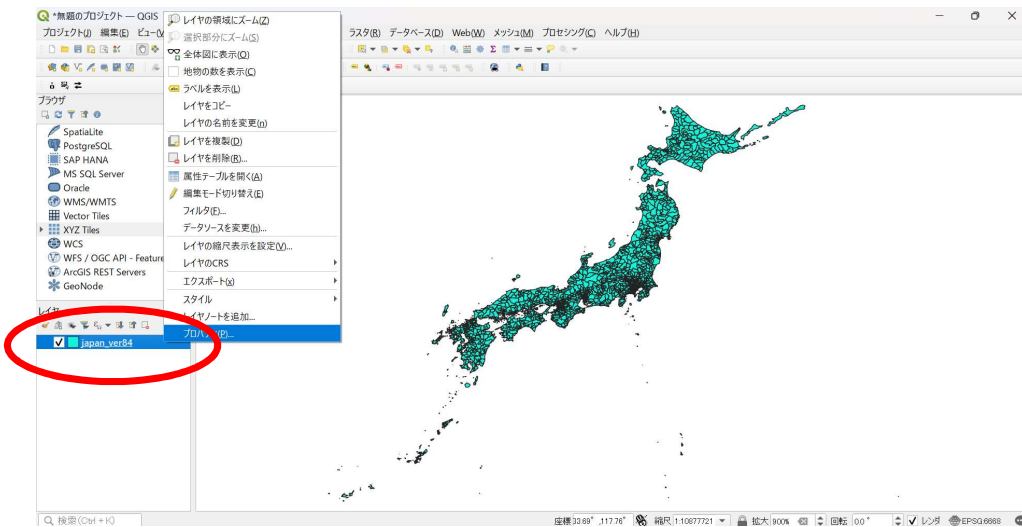 *無題のプロジェクト — QGIS
プロジェクト(J) 編集(E) ビュー(V ラスタ(R) データベース(D) Web(W) メッシュ(M) プロセシング(C) ヘルプ(H)
レイヤの領域にズーム(Z)
選択部分にズーム(S)
全体図に表示(O)
地物の数を表示(C)
ラベルを表示(L)
レイヤをコピー
レイヤの名前を変更(n)
レイヤを複製(D)
レイヤを削除(R)...
属性テーブルを開く(A)
編集モード切り替え(E)
フィルタ(F)...
データソースを変更(h)...
レイヤの縮尺表示を設定(V)...
レイヤのCRS
エクスポート(x)
スタイル
レイヤノートを追加...
プロパティ(P)...
ブラウザ
SpatiaLite
PostgreSQL
SAP HANA
MS SQL Server
Oracle
WMS/WMTS
Vector Tiles
XYZ Tiles
WCS
WFS / OGC API - Feature
ArcGIS REST Servers
GeoNode
レイヤ
japan_ver84
検索(Ctrl + K)
座標 33.69° ,117.76° 縮尺 1:10877721 拡大 900% 回転 0.0° レンダ EPSG:6668